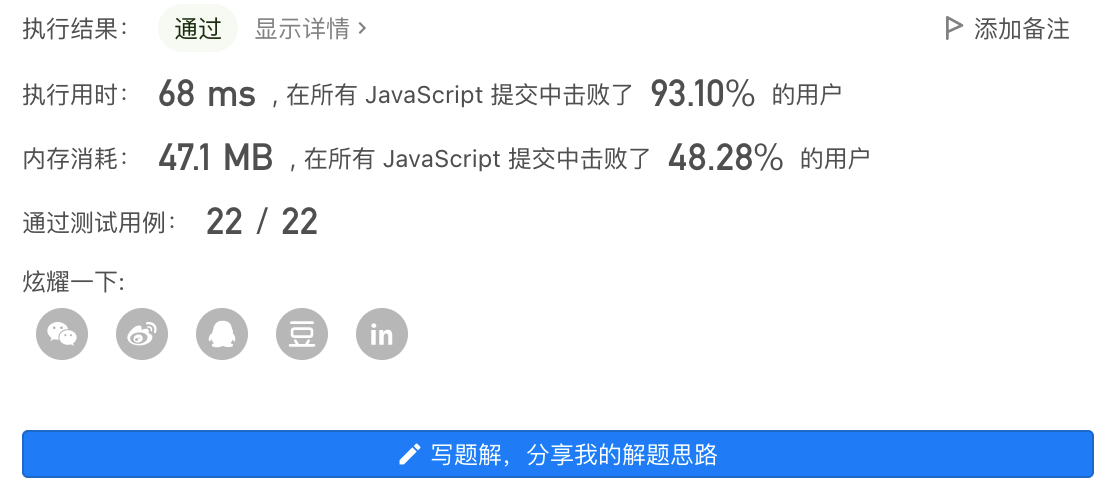 执行结果： 通过 显示详情 › 添加备注
执行用时： 68 ms , 在所有 JavaScript 提交中击败了 93.10% 的用户
内存消耗： 47.1 MB , 在所有 JavaScript 提交中击败了 48.28% 的用户
通过测试用例： 22 / 22
炫耀一下:
豆 in
写题解，分享我的解题思路